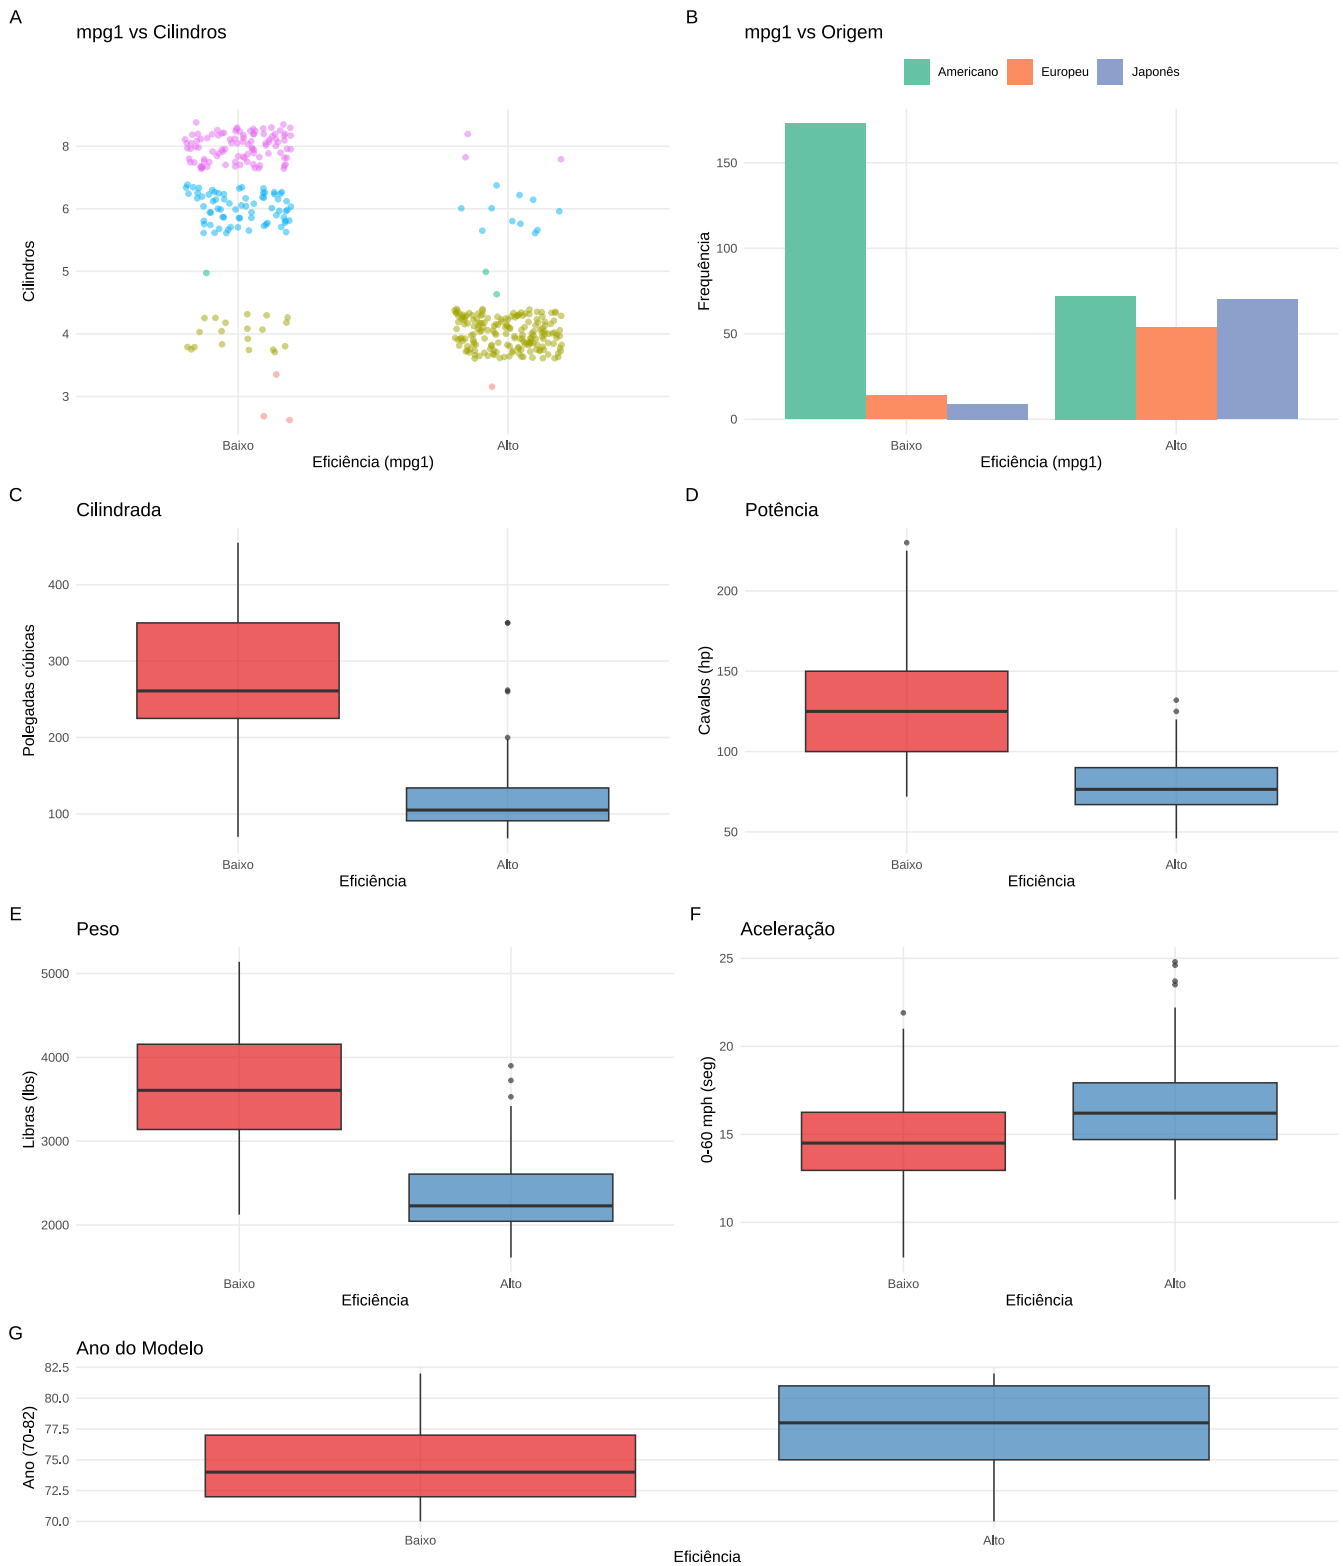 A
mpg1 vs Cilindros
Cilindros
8
6
5
4
3
Baixo
Alto
Eficiência (mpg1)
B
mpg1 vs Origem
Americano
Europeu
Japonês
Frequência
150
100
50
0
Baixo
Alto
Eficiência (mpg1)
C
Cilindrada
Polegadas cúbicas
400
300
200
100
Baixo
Alto
Eficiência
D
Potência
Cavalos (hp)
200
150
100
50
Baixo
Alto
Eficiência
E
Peso
Libras (lbs)
5000
4000
3000
2000
Baixo
Alto
Eficiência
F
Aceleração
0-60 mph (seg)
25
20
15
10
Baixo
Alto
Eficiência
G
Ano do Modelo
Ano (70-82)
82.5
80.0
77.5
75.0
72.5
70.0
Baixo
Alto
Eficiência